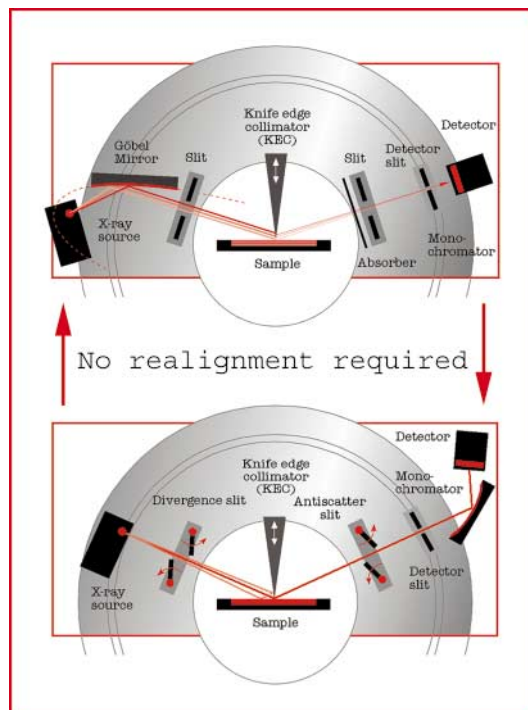 Knife edge
collimator
(KEC)
Detector
Göbel
Mirror
Slit
Slit
Detector
slit
X-ray
source
Mono-
chromator
Sample
Absorber
No realignment required
Detector
Knife edge
collimator
(KEC)
Mono-
chromator
Divergence slit
Antiscatter
slit
X-ray
source
Detector
slit
Sample